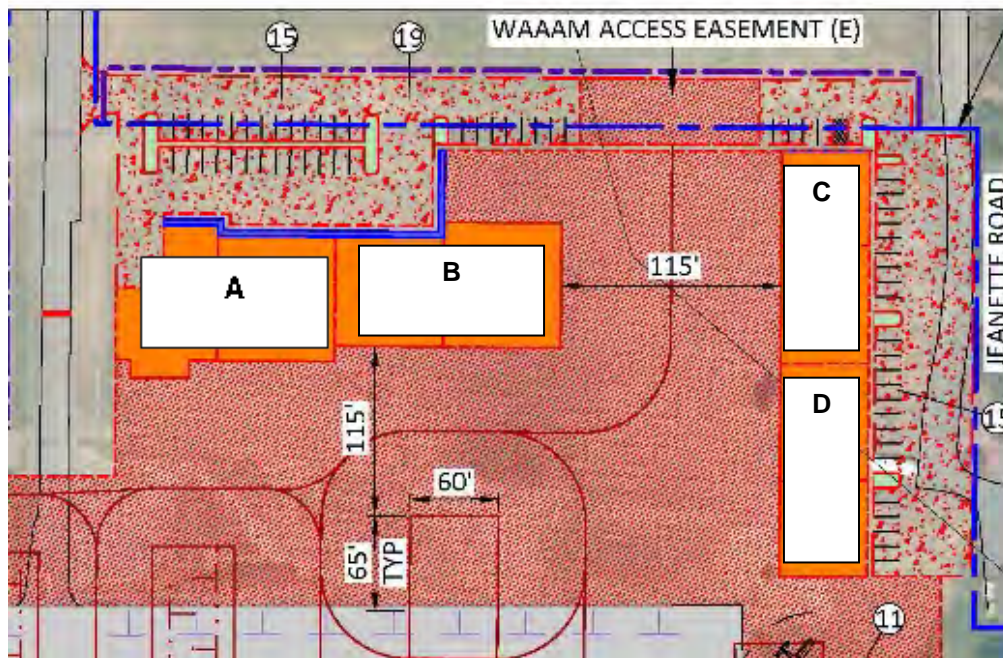 WAAAM ACCESS EASEMENT (E)
15
19
C
A
B
115'
JEANETTE ROAD
D
115'
60'
65'
TYP
15
11